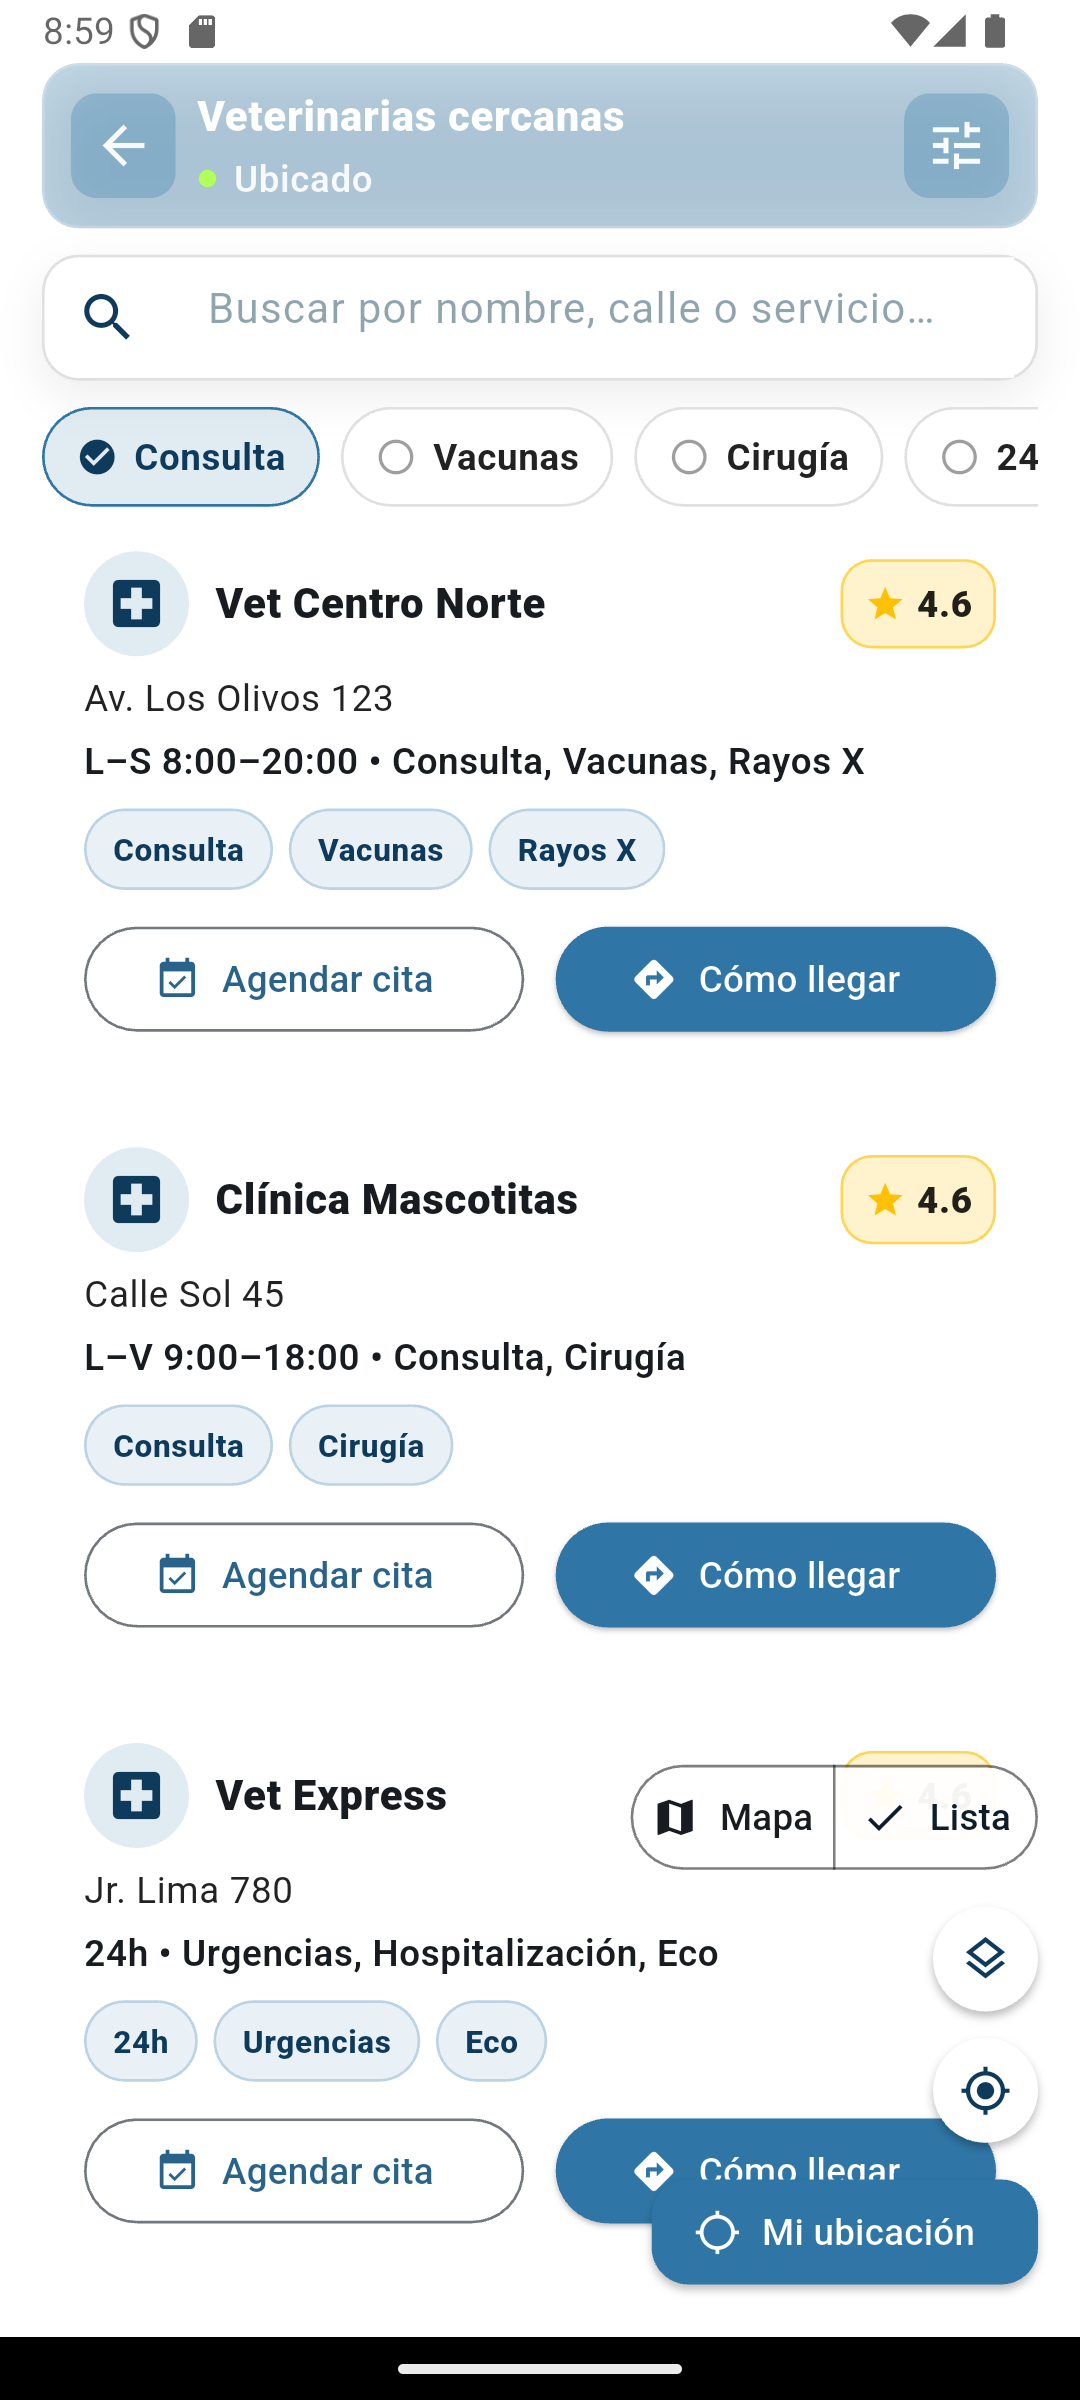 8:59
Veterinarias cercanas
Ubicado
Buscar por nombre, calle o servicio…
Consulta Vacunas Cirugía 24
Vet Centro Norte 4.6
Av. Los Olivos 123
L–S 8:00–20:00 • Consulta, Vacunas, Rayos X
Consulta Vacunas Rayos X
Agendar cita Cómo llegar
Clínica Mascotitas 4.6
Calle Sol 45
L–V 9:00–18:00 • Consulta, Cirugía
Consulta Cirugía
Agendar cita Cómo llegar
Vet Express 4.6
Mapa Lista
Jr. Lima 780
24h • Urgencias, Hospitalización, Eco
24h Urgencias Eco
Agendar cita Cómo llegar
Mi ubicación